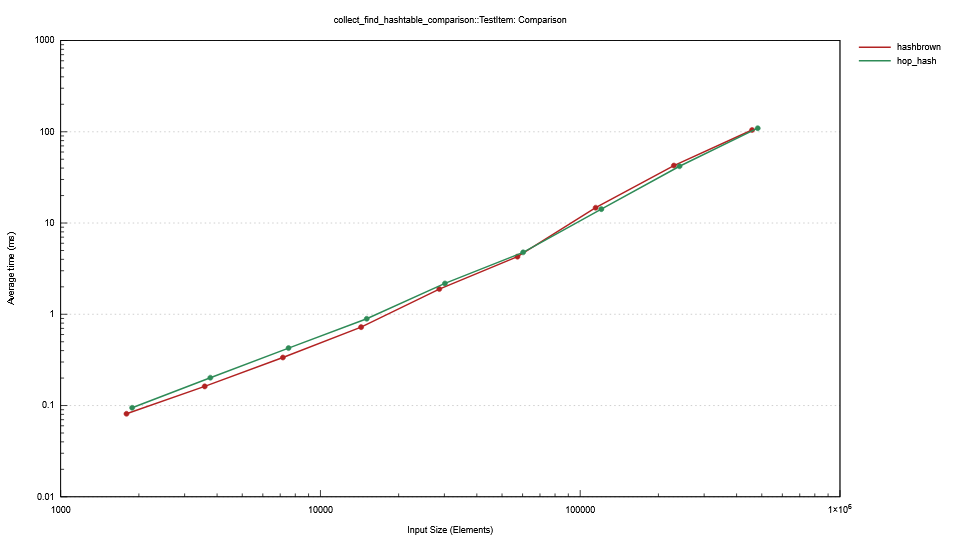 collect_find_hashtable_comparison::TestItem: Comparison
hashbrown
hop_hash
1000
100
10
1
0.1
0.01
Average time (ms)
1000 10000 100000 1×10⁶
Input Size (Elements)